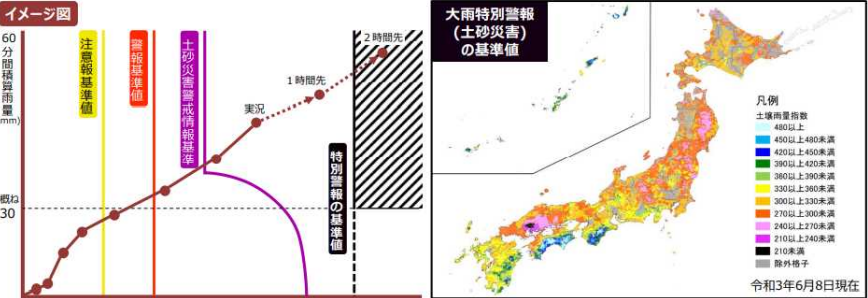 イメージ図
60
分間積算雨量
mm)
概ね
30
注意報基準値
警報基準値
土砂災害警戒情報基準
実況
1時間先
2時間先
特別警報の基準値
大雨特別警報
(土砂災害)
の基準値
凡例
土壌雨量指数
480以上
450以上480未満
420以上450未満
390以上420未満
360以上390未満
330以上360未満
300以上330未満
270以上300未満
240以上270未満
210以上240未満
210未満
除外格子
令和3年6月8日現在